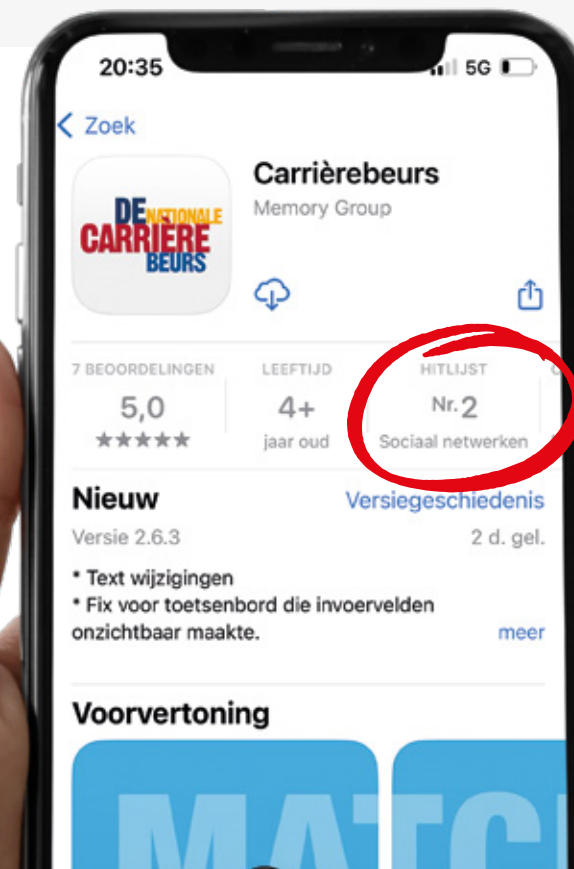 20:35
5G
Zoek
Carrièrebeurs
Memory Group
DE NATIONALE
CARRIÈRE
BEURS
7 BEOORDELINGEN
LEEFTIJD
HITLIJST
5,0
4+
Nr. 2
jaar oud
Sociaal netwerken
Nieuw
Versiegeschiedenis
Versie 2.6.3
2 d. gel.
* Text wijzigingen
* Fix voor toetsenbord die invoervelden
onzichtbaar maakte.
meer
Voorvertoning
MATC